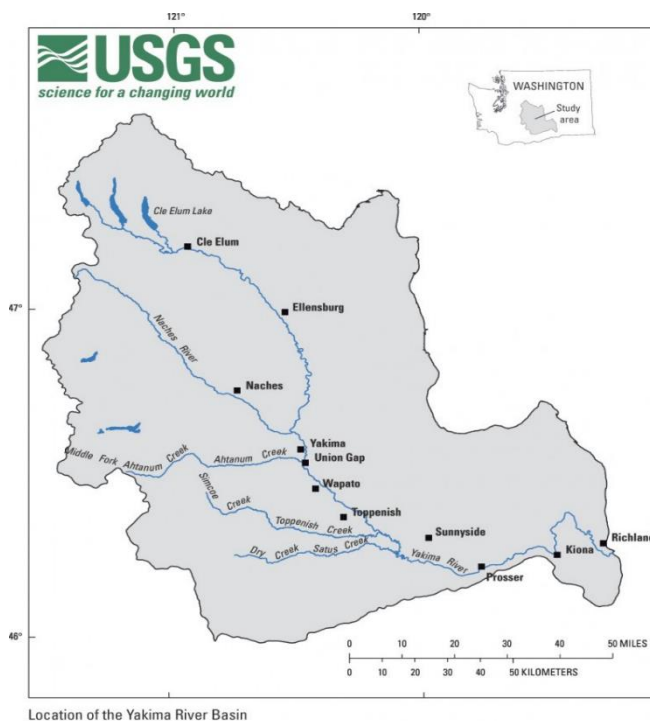 121°
120°
USGS
science for a changing world
WASHINGTON
Study
area
Cle Elum Lake
Cle Elum
47°
Ellensburg
Naches River
Naches
Yakima
Union Gap
Middle Fork Ahtanum Creek
Ahtanum Creek
Wapato
Simcoe Creek
Toppenish
Toppenish Creek
Sunnyside
Dry Creek
Satus Creek
Yakima River
Prosser
Kiona
Richland
46°
0 10 20 30 40 50 MILES
0 10 20 30 40 50 KILOMETERS
Location of the Yakima River Basin